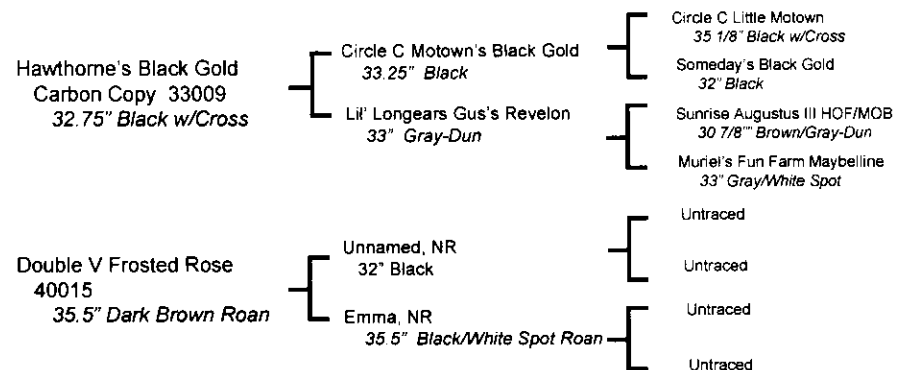 Hawthorne's Black Gold
Carbon Copy 33009
32.75" Black w/Cross
Circle C Motown's Black Gold
33.25" Black
Lil' Longears Gus's Revelon
33" Gray-Dun
Circle C Little Motown
35 1/8" Black w/Cross
Someday's Black Gold
32" Black
Sunrise Augustus III HOF/MOB
30 7/8"" Brown/Gray-Dun
Muriel's Fun Farm Maybelline
33" Gray/White Spot
Double V Frosted Rose
40015
35.5" Dark Brown Roan
Unnamed, NR
32" Black
Emma, NR
35.5" Black/White Spot Roan
Untraced
Untraced
Untraced
Untraced